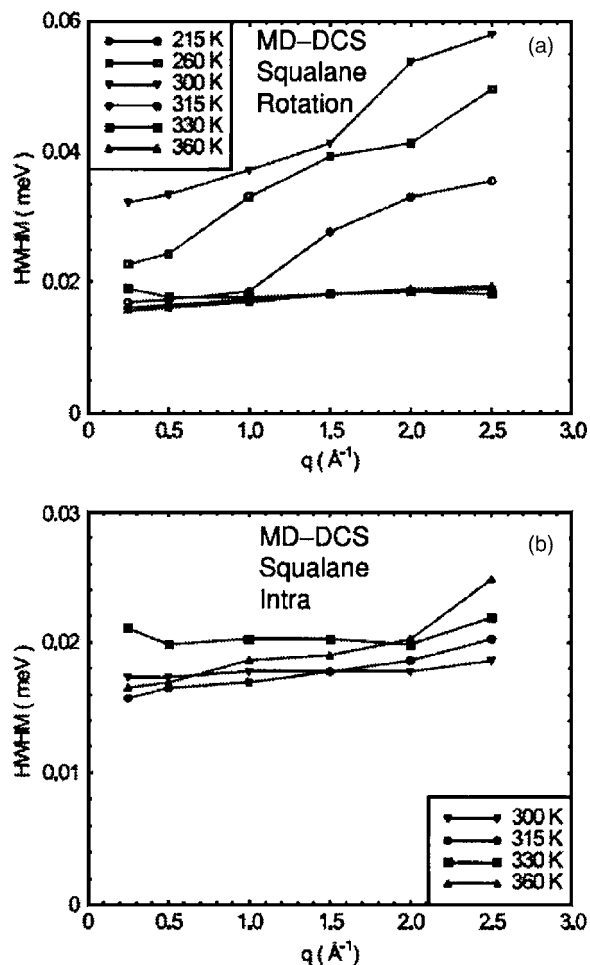 0.06
0.04
0.02
0
HWHM (meV)
215 K
260 K
300 K
315 K
330 K
360 K
MD–DCS
Squalane
Rotation
(a)
0 0.5 1.0 1.5 2.0 2.5 3.0
q (Å⁻¹)
0.03
0.02
0.01
0
HWHM (meV)
MD–DCS
Squalane
Intra
(b)
300 K
315 K
330 K
360 K
0 0.5 1.0 1.5 2.0 2.5 3.0
q (Å⁻¹)